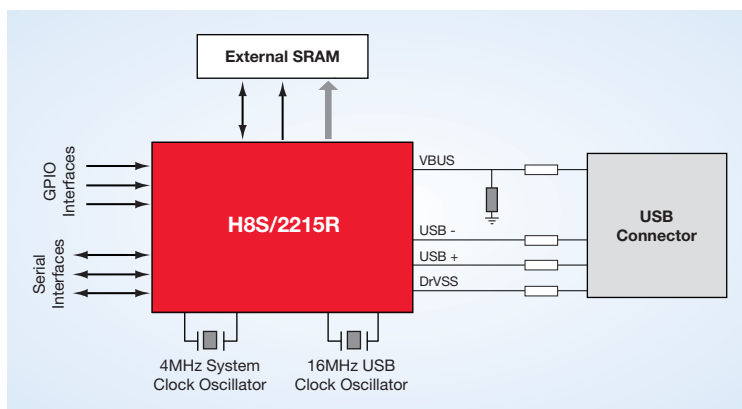 External SRAM
GPIO
Interfaces
Serial
Interfaces
H8S/2215R
VBUS
USB -
USB +
DrVSS
USB
Connector
4MHz System
Clock Oscillator
16MHz USB
Clock Oscillator